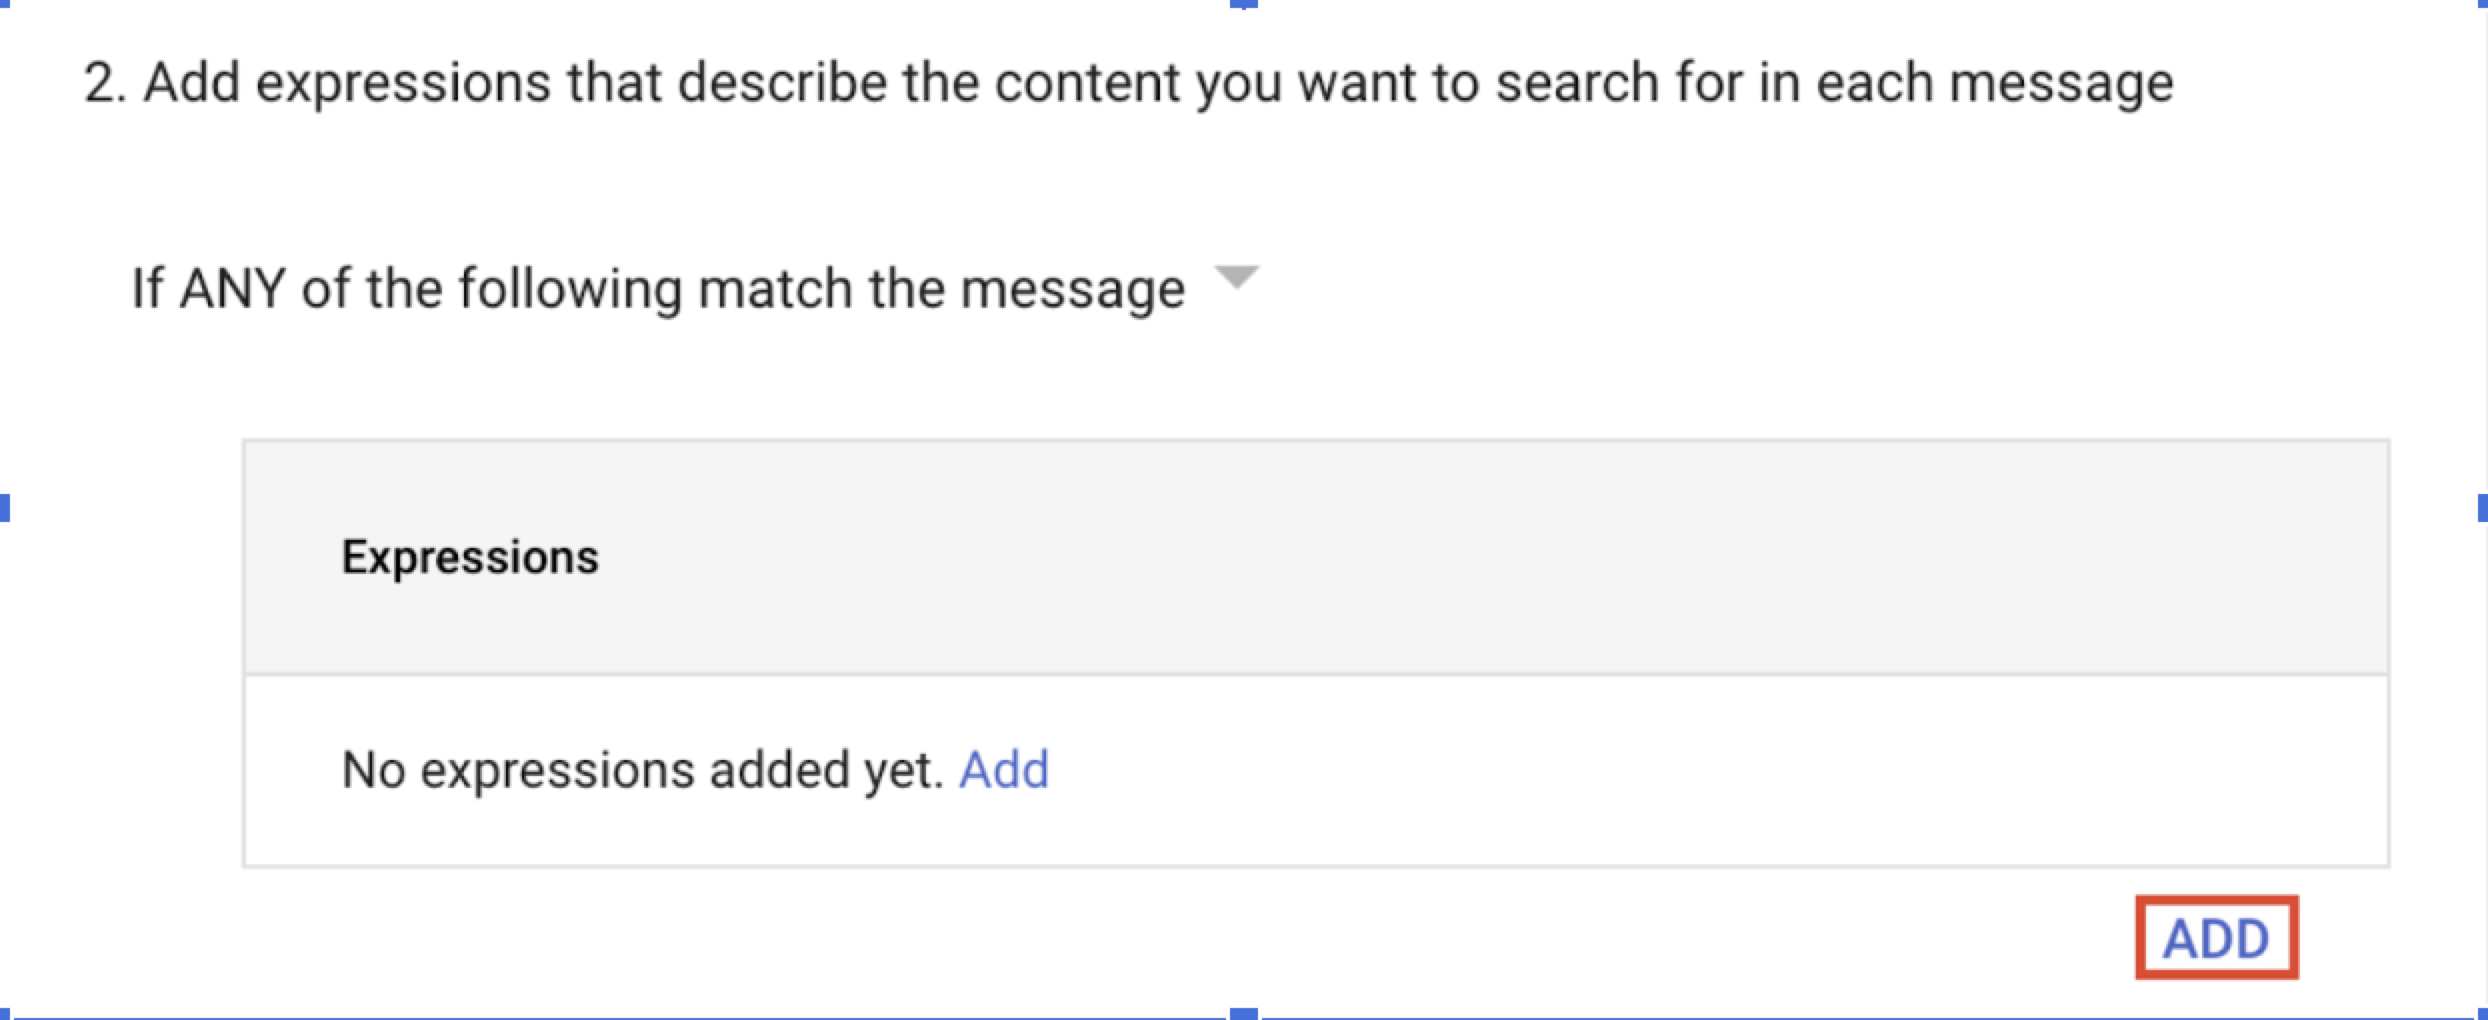 2. Add expressions that describe the content you want to search for in each message
If ANY of the following match the message
Expressions
No expressions added yet. Add
ADD